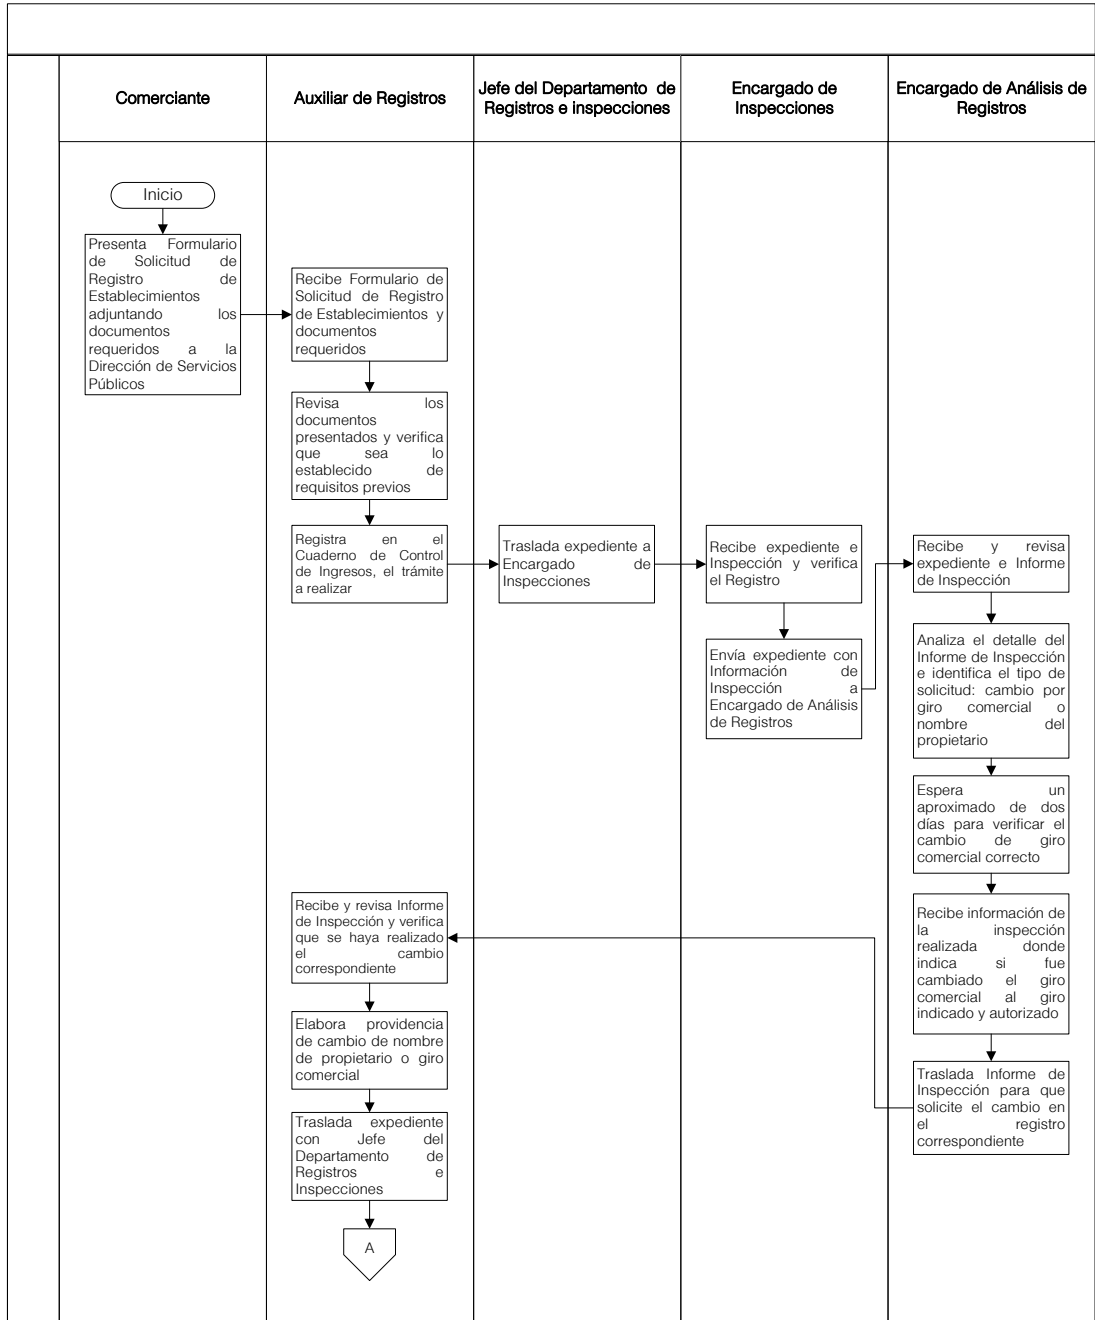 Comerciante
Auxiliar de Registros
Jefe del Departamento de
Registros e inspecciones
Encargado de
Inspecciones
Encargado de Análisis de
Registros
Inicio
Presenta Formulario
de Solicitud de
Registro de
Establecimientos
adjuntando los
documentos
requeridos a la
Dirección de Servicios
Públicos
Recibe Formulario de
Solicitud de Registro
de Establecimientos y
documentos
requeridos
Revisa los
documentos
presentados y verifica
que sea lo
establecido de
requisitos previos
Registra en el
Cuaderno de Control
de Ingresos, el trámite
a realizar
Traslada expediente a
Encargado de
Inspecciones
Recibe expediente e
Inspección y verifica
el Registro
Envía expediente con
Información de
Inspección a
Encargado de Análisis
de Registros
Recibe y revisa
expediente e Informe
de Inspección
Analiza el detalle del
Informe de Inspección
e identifica el tipo de
solicitud: cambio por
giro comercial o
nombre del
propietario
Espera un
aproximado de dos
días para verificar el
cambio de giro
comercial correcto
Recibe información de
la inspección
realizada donde
indica si fue
cambiado el giro
comercial al giro
indicado y autorizado
Traslada Informe de
Inspección para que
solicite el cambio en
el registro
correspondiente
Recibe y revisa Informe
de Inspección y verifica
que se haya realizado
el cambio
correspondiente
Elabora providencia
de cambio de nombre
de propietario o giro
comercial
Traslada expediente
con Jefe del
Departamento de
Registros e
Inspecciones
A